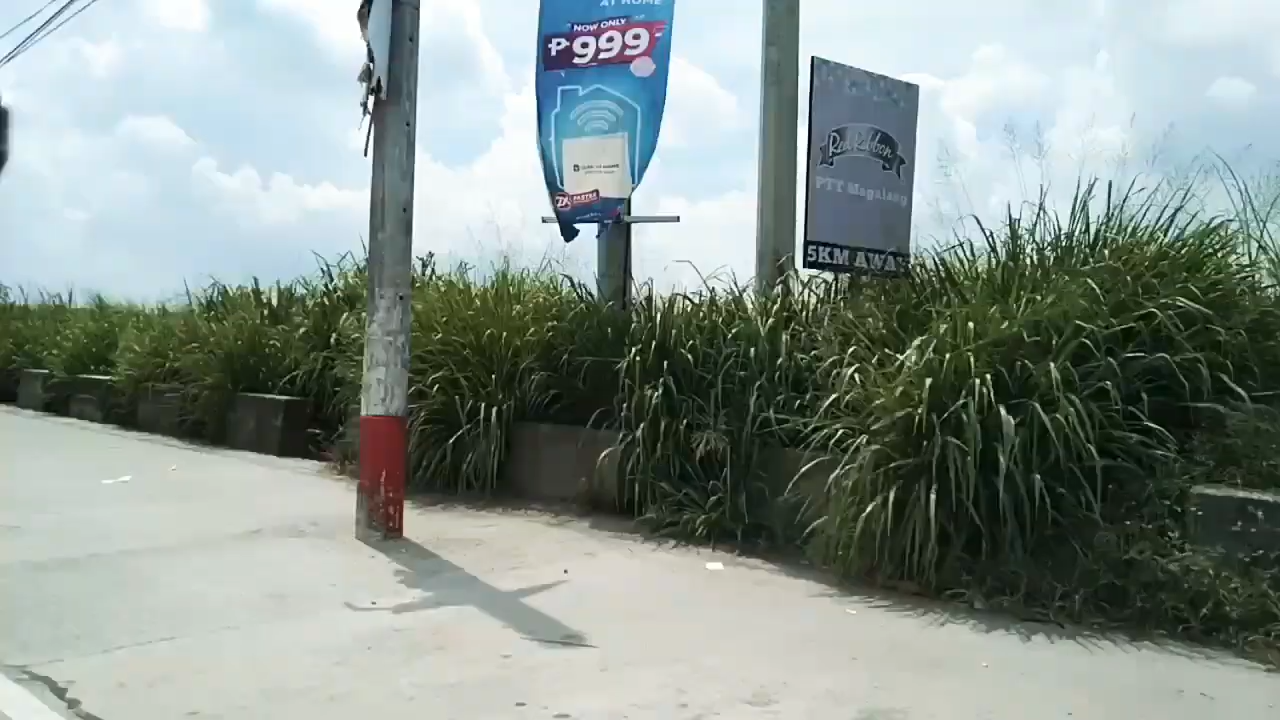 AT HOME
NOW ONLY
₱999
Red Ribbon
PTT Magalang
5KM AWAY